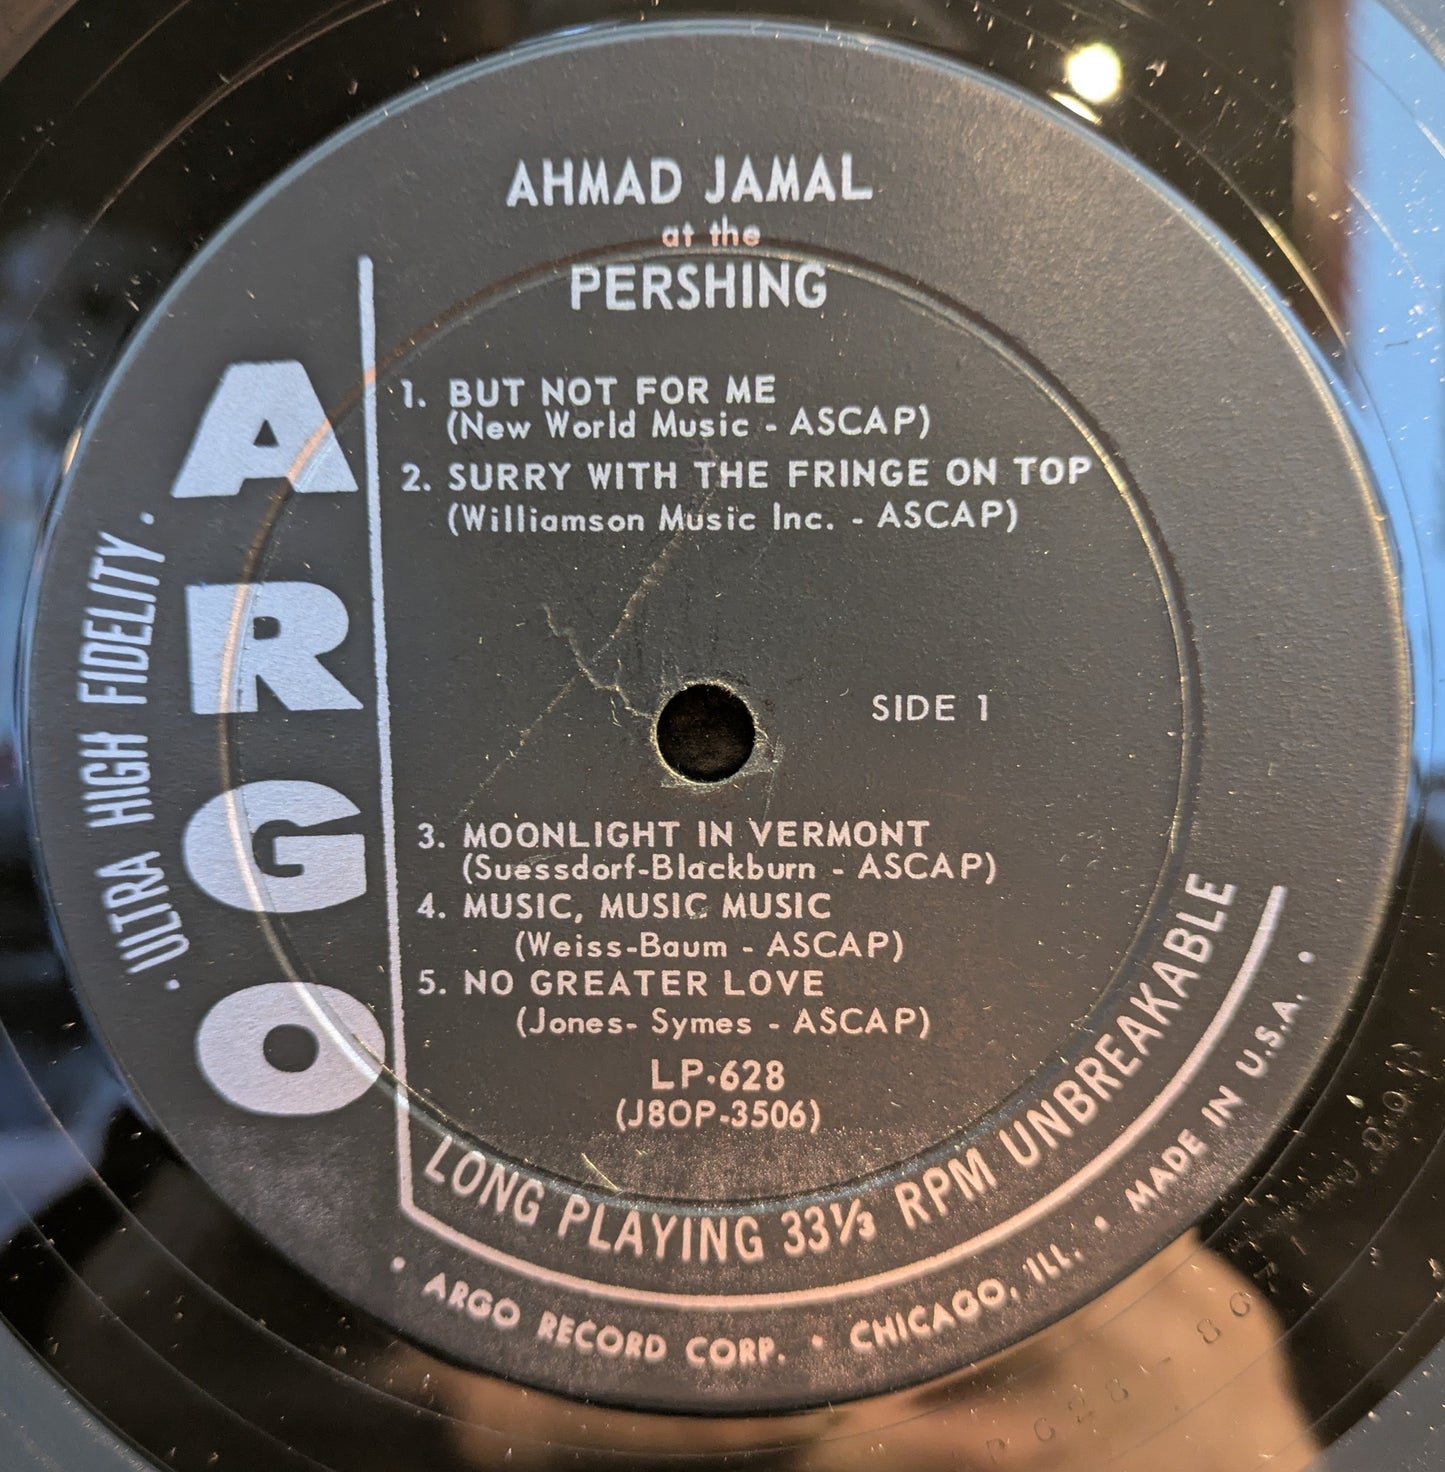 AHMAD JAMAL
at the
PERSHING
1. BUT NOT FOR ME
(New World Music - ASCAP)
2. SURRY WITH THE FRINGE ON TOP
(Williamson Music Inc. - ASCAP)
SIDE 1
3. MOONLIGHT IN VERMONT
(Suessdorf-Blackburn - ASCAP)
4. MUSIC, MUSIC MUSIC
(Weiss-Baum - ASCAP)
5. NO GREATER LOVE
(Jones- Symes - ASCAP)
LP-628
(J8OP-3506)
ARGO
· ULTRA HIGH FIDELITY ·
LONG PLAYING 33⅓ RPM UNBREAKABLE
· ARGO RECORD CORP. · CHICAGO, ILL. · MADE IN U.S.A. ·